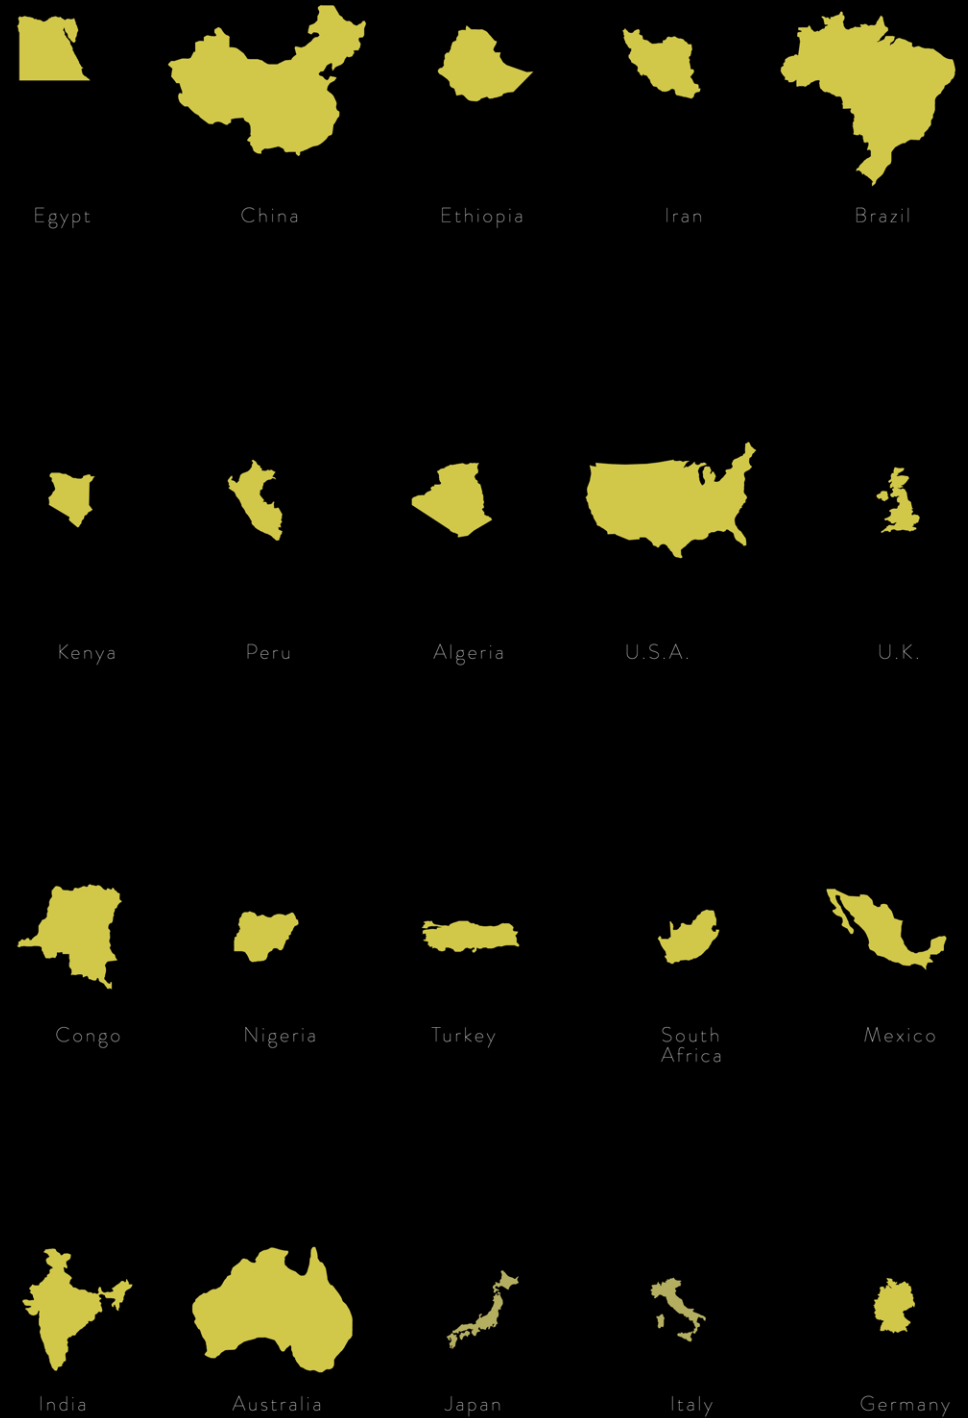 Egypt
China
Ethiopia
Iran
Brazil
Kenya
Peru
Algeria
U.S.A.
U.K.
Congo
Nigeria
Turkey
South
Africa
Mexico
India
Australia
Japan
Italy
Germany